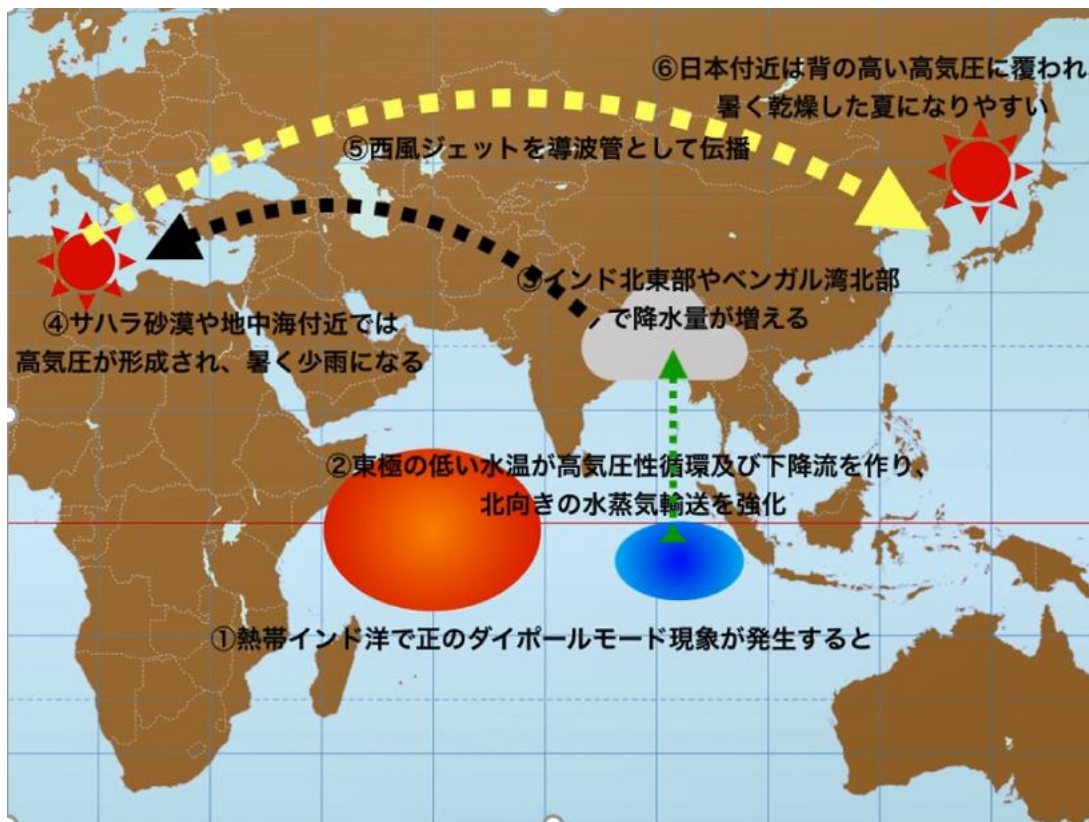 ⑥日本付近は背の高い高気圧に覆われ
暑く乾燥した夏になりやすい
⑤西風ジェットを導波管として伝播
③インド北東部やベンガル湾北部
で降水量が増える
④サハラ砂漠や地中海付近では
高気圧が形成され、暑く少雨になる
②東極の低い水温が高気圧性循環及び下降流を作り、
北向きの水蒸気輸送を強化
①熱帯インド洋で正のダイポールモード現象が発生すると